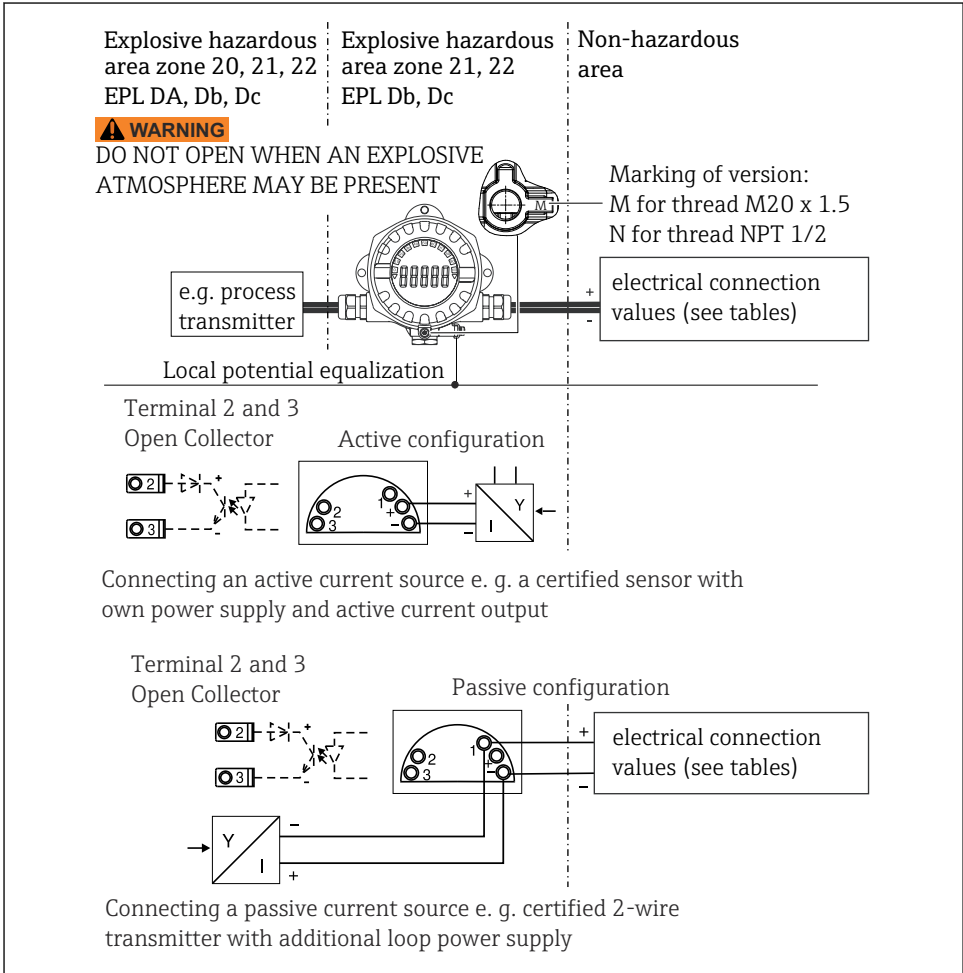 Explosive hazardous
area zone 20, 21, 22
EPL DA, Db, Dc
Explosive hazardous
area zone 21, 22
EPL Db, Dc
Non-hazardous
area
WARNING
DO NOT OPEN WHEN AN EXPLOSIVE
ATMOSPHERE MAY BE PRESENT
M
Marking of version:
M for thread M20 x 1.5
N for thread NPT 1/2
e.g. process
transmitter
+
-
electrical connection
values (see tables)
Local potential equalization
Terminal 2 and 3
Open Collector
Active configuration
2
+
3
-
2
3
1
+
-
+
-
Y
I
Connecting an active current source e. g. a certified sensor with
own power supply and active current output
Terminal 2 and 3
Open Collector
Passive configuration
2
+
3
-
2
3
1
+
-
+
-
electrical connection
values (see tables)
Y
I
-
+
Connecting a passive current source e. g. certified 2-wire
transmitter with additional loop power supply